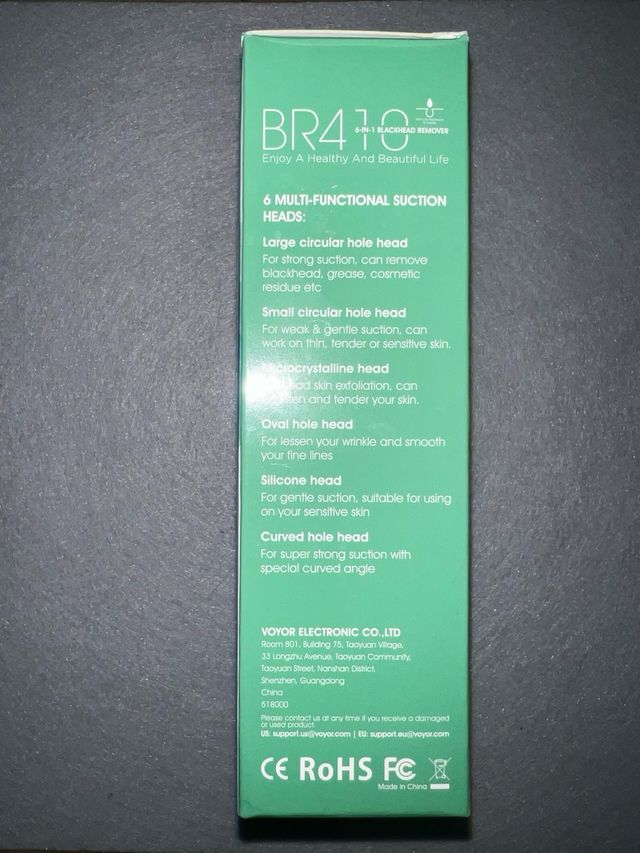 BR410
6-IN-1 BLACKHEAD REMOVER
Enjoy A Healthy And Beautiful Life
6 MULTI-FUNCTIONAL SUCTION
HEADS:
Large circular hole head
For strong suction, can remove
blackhead, grease, cosmetic
residue etc
Small circular hole head
For weak & gentle suction, can
work on thin, tender or sensitive skin.
Microcrystalline head
skin exfoliation, can
and tender your skin.
Oval hole head
For lessen your wrinkle and smooth
your fine lines
Silicone head
For gentle suction, suitable for using
on your sensitive skin
Curved hole head
For super strong suction with
special curved angle
VOYOR ELECTRONIC CO.,LTD
Room 801, Building 75, Taoyuan Village,
33 Longzhu Avenue, Taoyuan Community,
Taoyuan Street, Nanshan District,
Shenzhen, Guangdong
China
518000
Please contact us at any time if you receive a damaged
or used product.
US: support.us@voyor.com | EU: support.eu@voyor.com
CE RoHS FC
Made in China